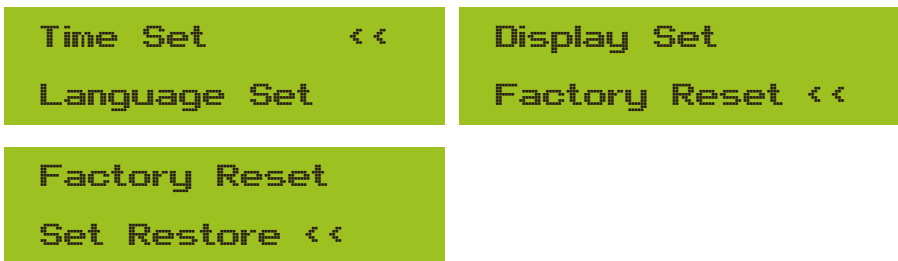 Time Set <<
Language Set
Display Set
Factory Reset <<
Factory Reset
Set Restore <<